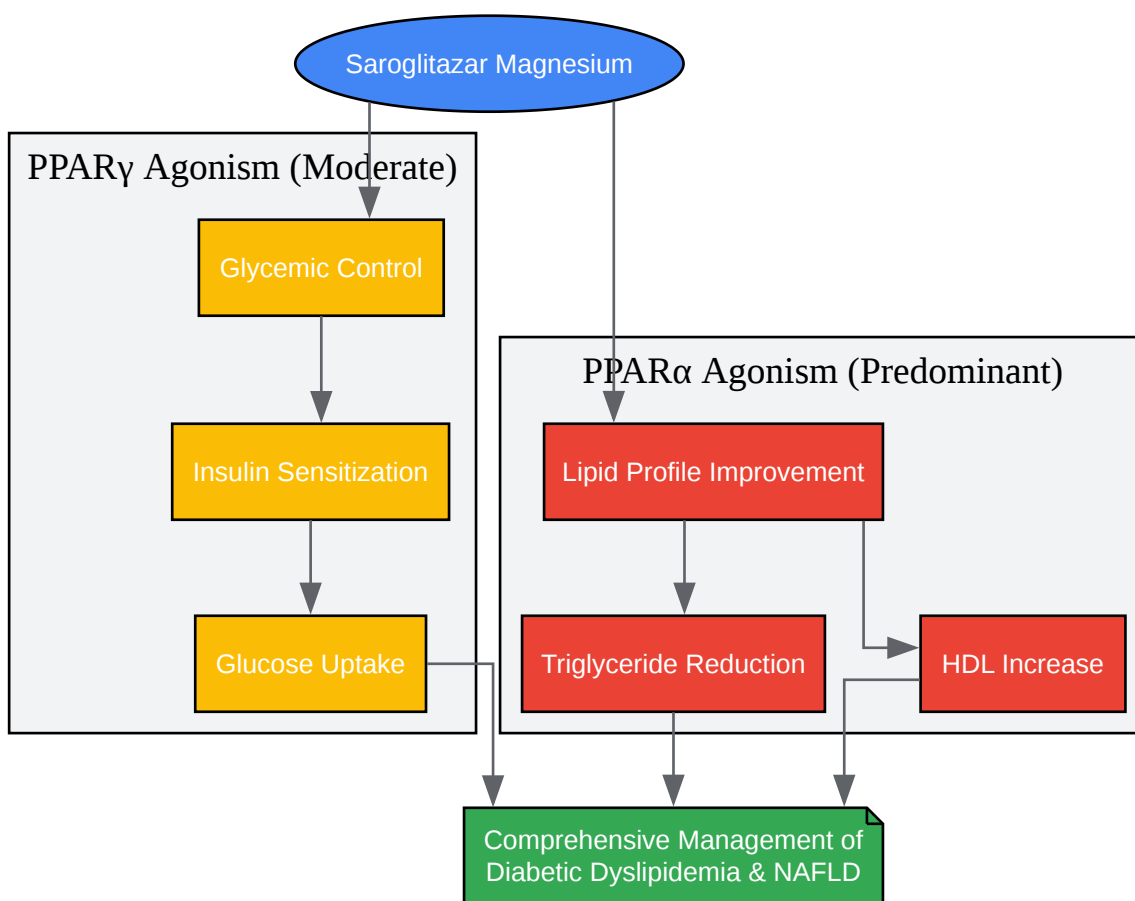 Saroglitazar Magnesium
PPARγ Agonism (Moderate)
Glycemic Control
Insulin Sensitization
Glucose Uptake
PPARα Agonism (Predominant)
Lipid Profile Improvement
Triglyceride Reduction
HDL Increase
Comprehensive Management of
Diabetic Dyslipidemia & NAFLD